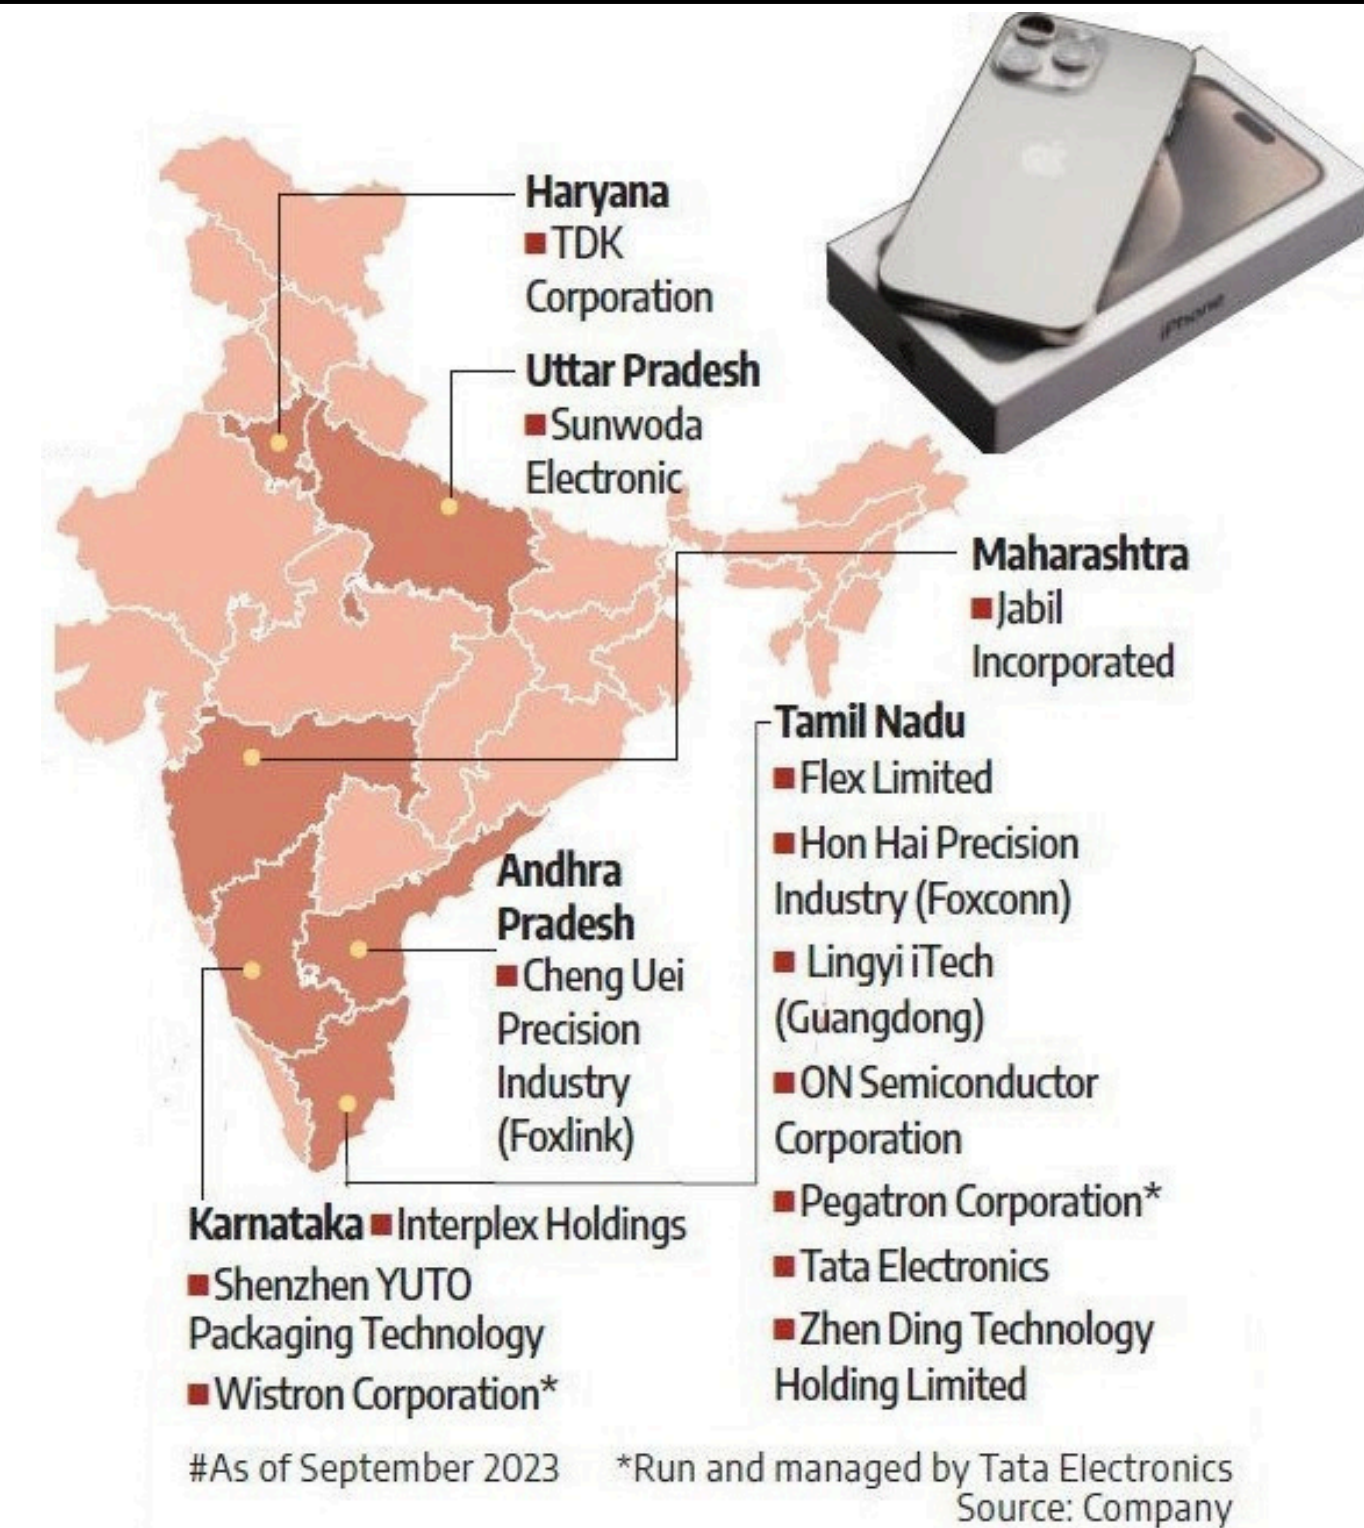 Haryana
■TDK
Corporation
Uttar Pradesh
■Sunwoda
Electronic
Maharashtra
■Jabil
Incorporated
Tamil Nadu
■Flex Limited
■Hon Hai Precision
Industry (Foxconn)
■ Lingyi iTech
(Guangdong)
■ON Semiconductor
Corporation
■Pegatron Corporation*
■Tata Electronics
■Zhen Ding Technology
Holding Limited
Andhra
Pradesh
■Cheng Uei
Precision
Industry
(Foxlink)
Karnataka ■Interplex Holdings
■Shenzhen YUTO
Packaging Technology
■Wistron Corporation*
#As of September 2023 *Run and managed by Tata Electronics
Source: Company
iPhone